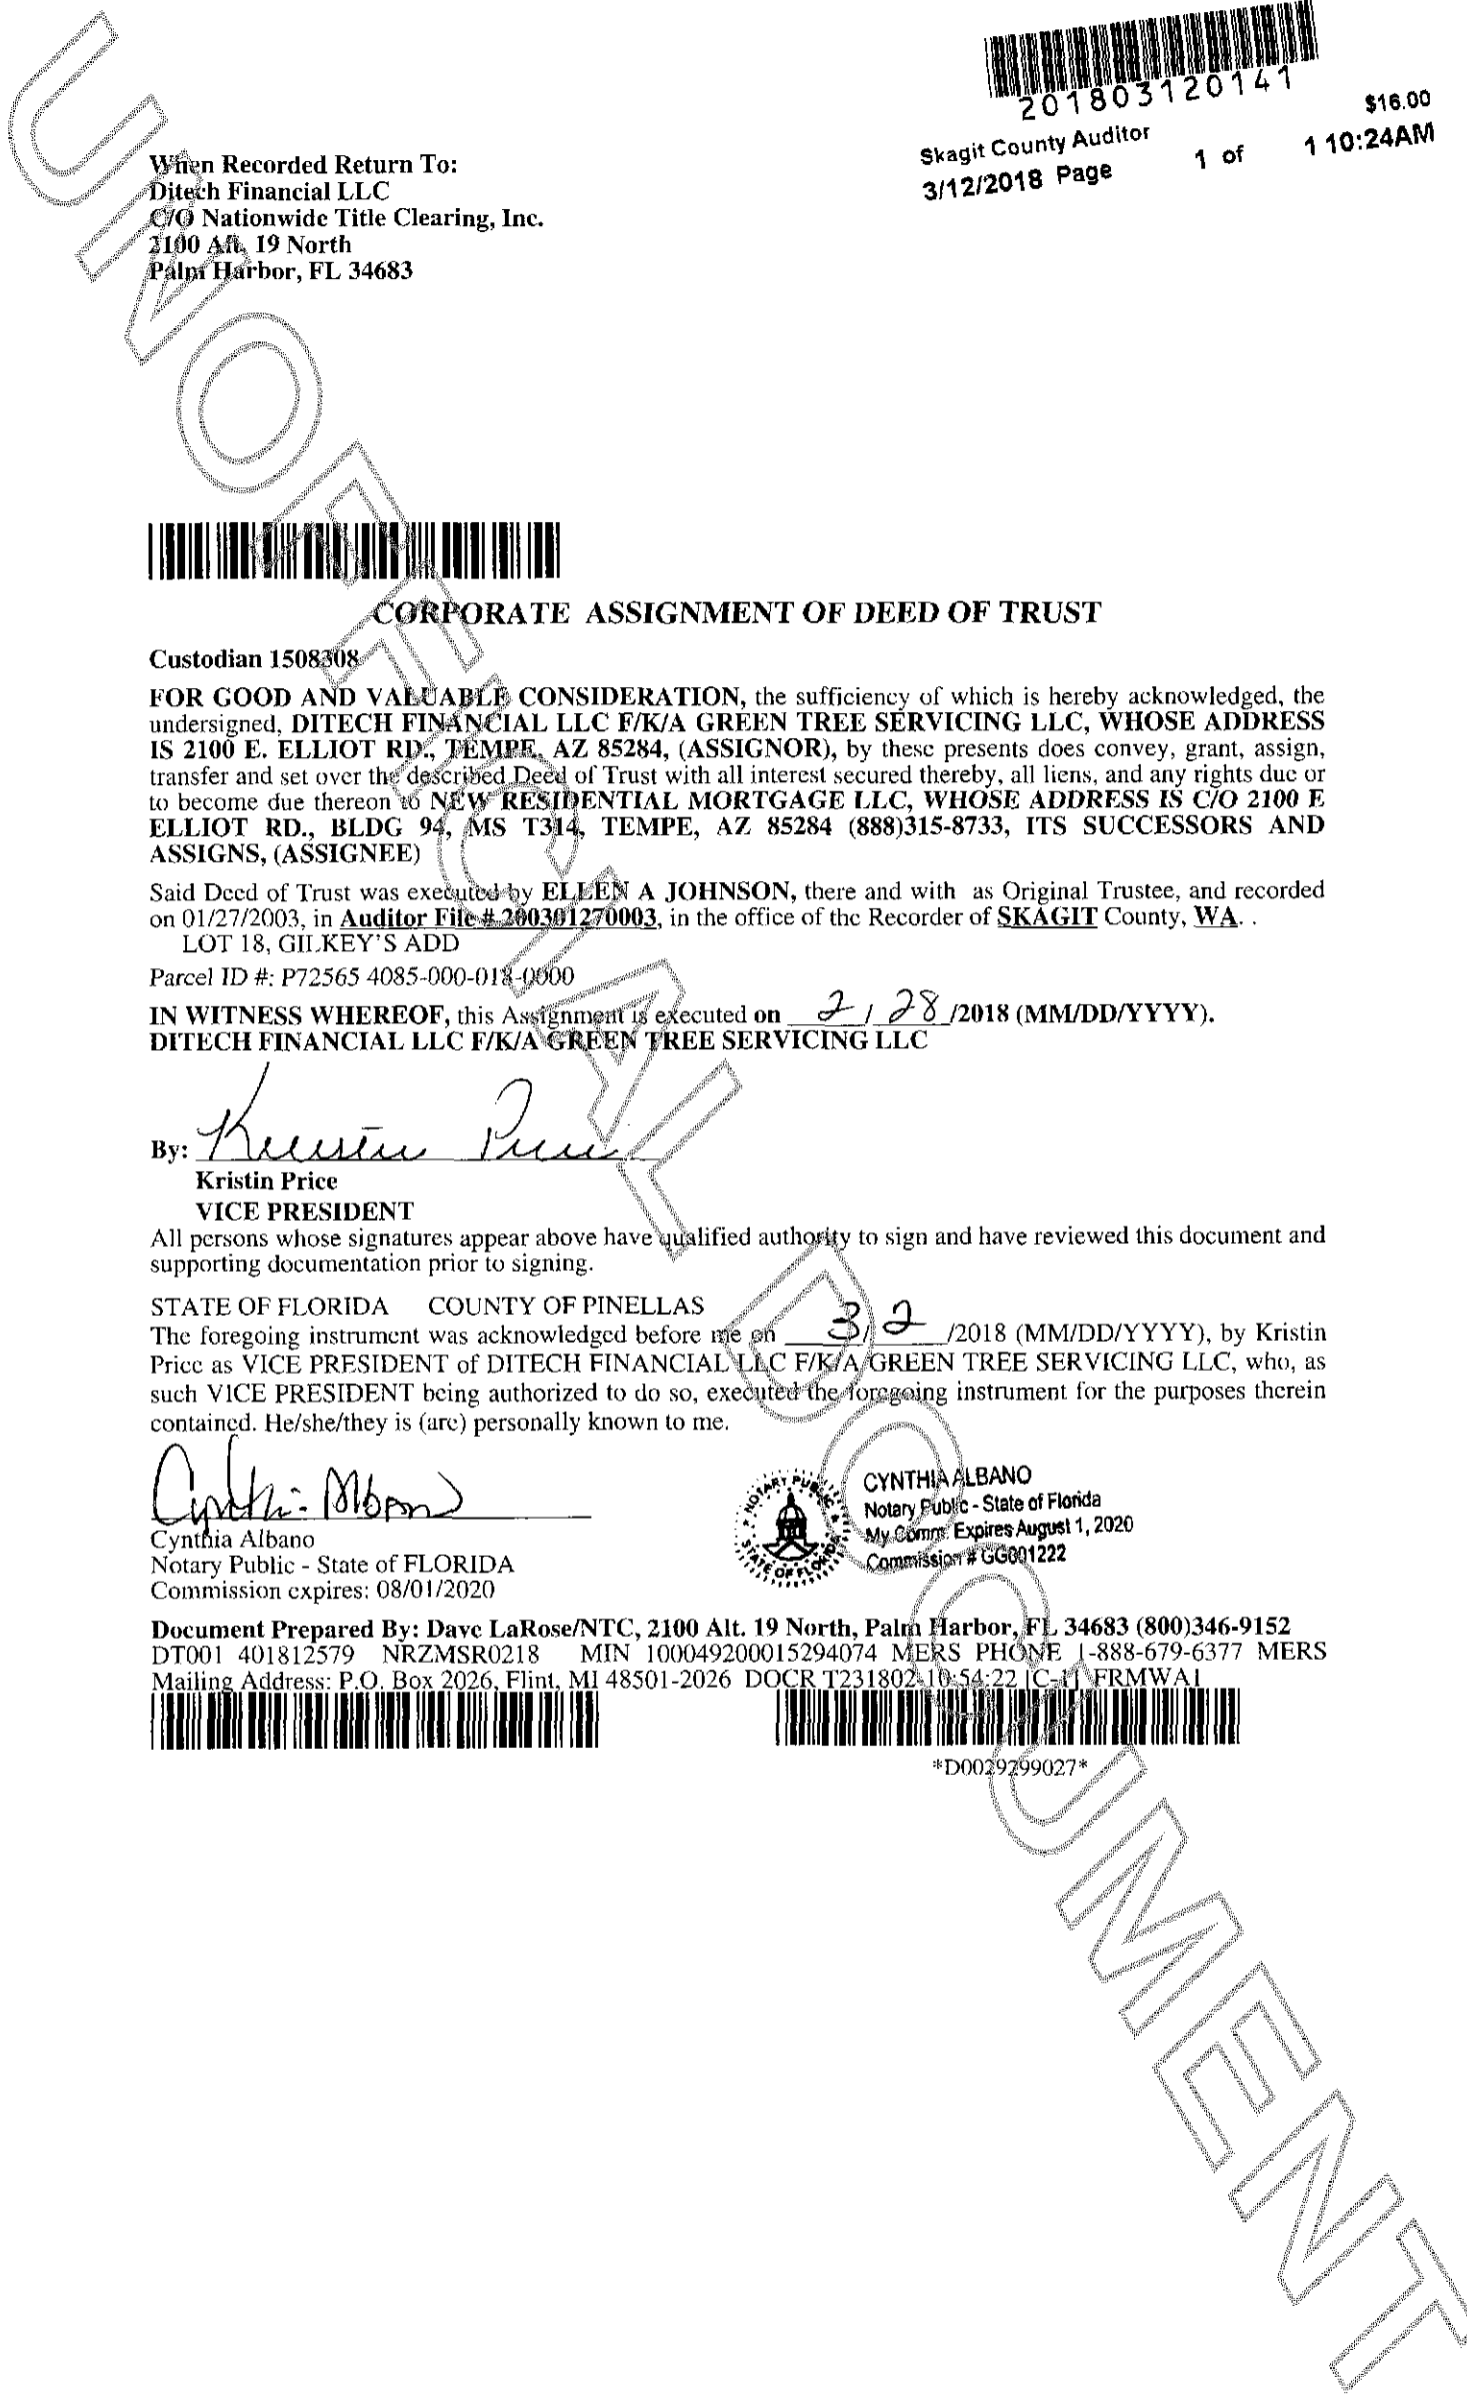 201803120141
$16.00
Skagit County Auditor
3/12/2018 Page 1 of 1 10:24AM
When Recorded Return To:
Ditech Financial LLC
C/O Nationwide Title Clearing, Inc.
2100 Alt. 19 North
Palm Harbor, FL 34683
CORPORATE ASSIGNMENT OF DEED OF TRUST
Custodian 1508308
FOR GOOD AND VALUABLE CONSIDERATION, the sufficiency of which is hereby acknowledged, the
undersigned, DITECH FINANCIAL LLC F/K/A GREEN TREE SERVICING LLC, WHOSE ADDRESS
IS 2100 E. ELLIOT RD., TEMPE, AZ 85284, (ASSIGNOR), by these presents does convey, grant, assign,
transfer and set over the described Deed of Trust with all interest secured thereby, all liens, and any rights due or
to become due thereon to NEW RESIDENTIAL MORTGAGE LLC, WHOSE ADDRESS IS C/O 2100 E
ELLIOT RD., BLDG 94, MS T314, TEMPE, AZ 85284 (888)315-8733, ITS SUCCESSORS AND
ASSIGNS, (ASSIGNEE)
Said Deed of Trust was executed by ELLEN A JOHNSON, there and with as Original Trustee, and recorded
on 01/27/2003, in Auditor File # 200301270003, in the office of the Recorder of SKAGIT County, WA. .
LOT 18, GILKEY'S ADD
Parcel ID #: P72565 4085-000-018-0000
IN WITNESS WHEREOF, this Assignment is executed on 2/28/2018 (MM/DD/YYYY).
DITECH FINANCIAL LLC F/K/A GREEN TREE SERVICING LLC
By: Kristin Price
Kristin Price
VICE PRESIDENT
All persons whose signatures appear above have qualified authority to sign and have reviewed this document and
supporting documentation prior to signing.
STATE OF FLORIDA COUNTY OF PINELLAS
The foregoing instrument was acknowledged before me on 3/2/2018 (MM/DD/YYYY), by Kristin
Price as VICE PRESIDENT of DITECH FINANCIAL LLC F/K/A GREEN TREE SERVICING LLC, who, as
such VICE PRESIDENT being authorized to do so, executed the foregoing instrument for the purposes therein
contained. He/she/they is (are) personally known to me.
Cynthia Albano
Cynthia Albano
Notary Public - State of FLORIDA
Commission expires: 08/01/2020
NOTARY PUBLIC
STATE OF FLORIDA
CYNTHIA ALBANO
Notary Public - State of Florida
My Comm. Expires August 1, 2020
Commission # GG001222
Document Prepared By: Dave LaRose/NTC, 2100 Alt. 19 North, Palm Harbor, FL 34683 (800)346-9152
DT001 401812579 NRZMSR0218 MIN 100049200015294074 MERS PHONE 1-888-679-6377 MERS
Mailing Address: P.O. Box 2026, Flint, MI 48501-2026 DOCR T231802-10:54:22 [C-1] FRMWA1
*D0029299027*
UNOFFICIAL DOCUMENT